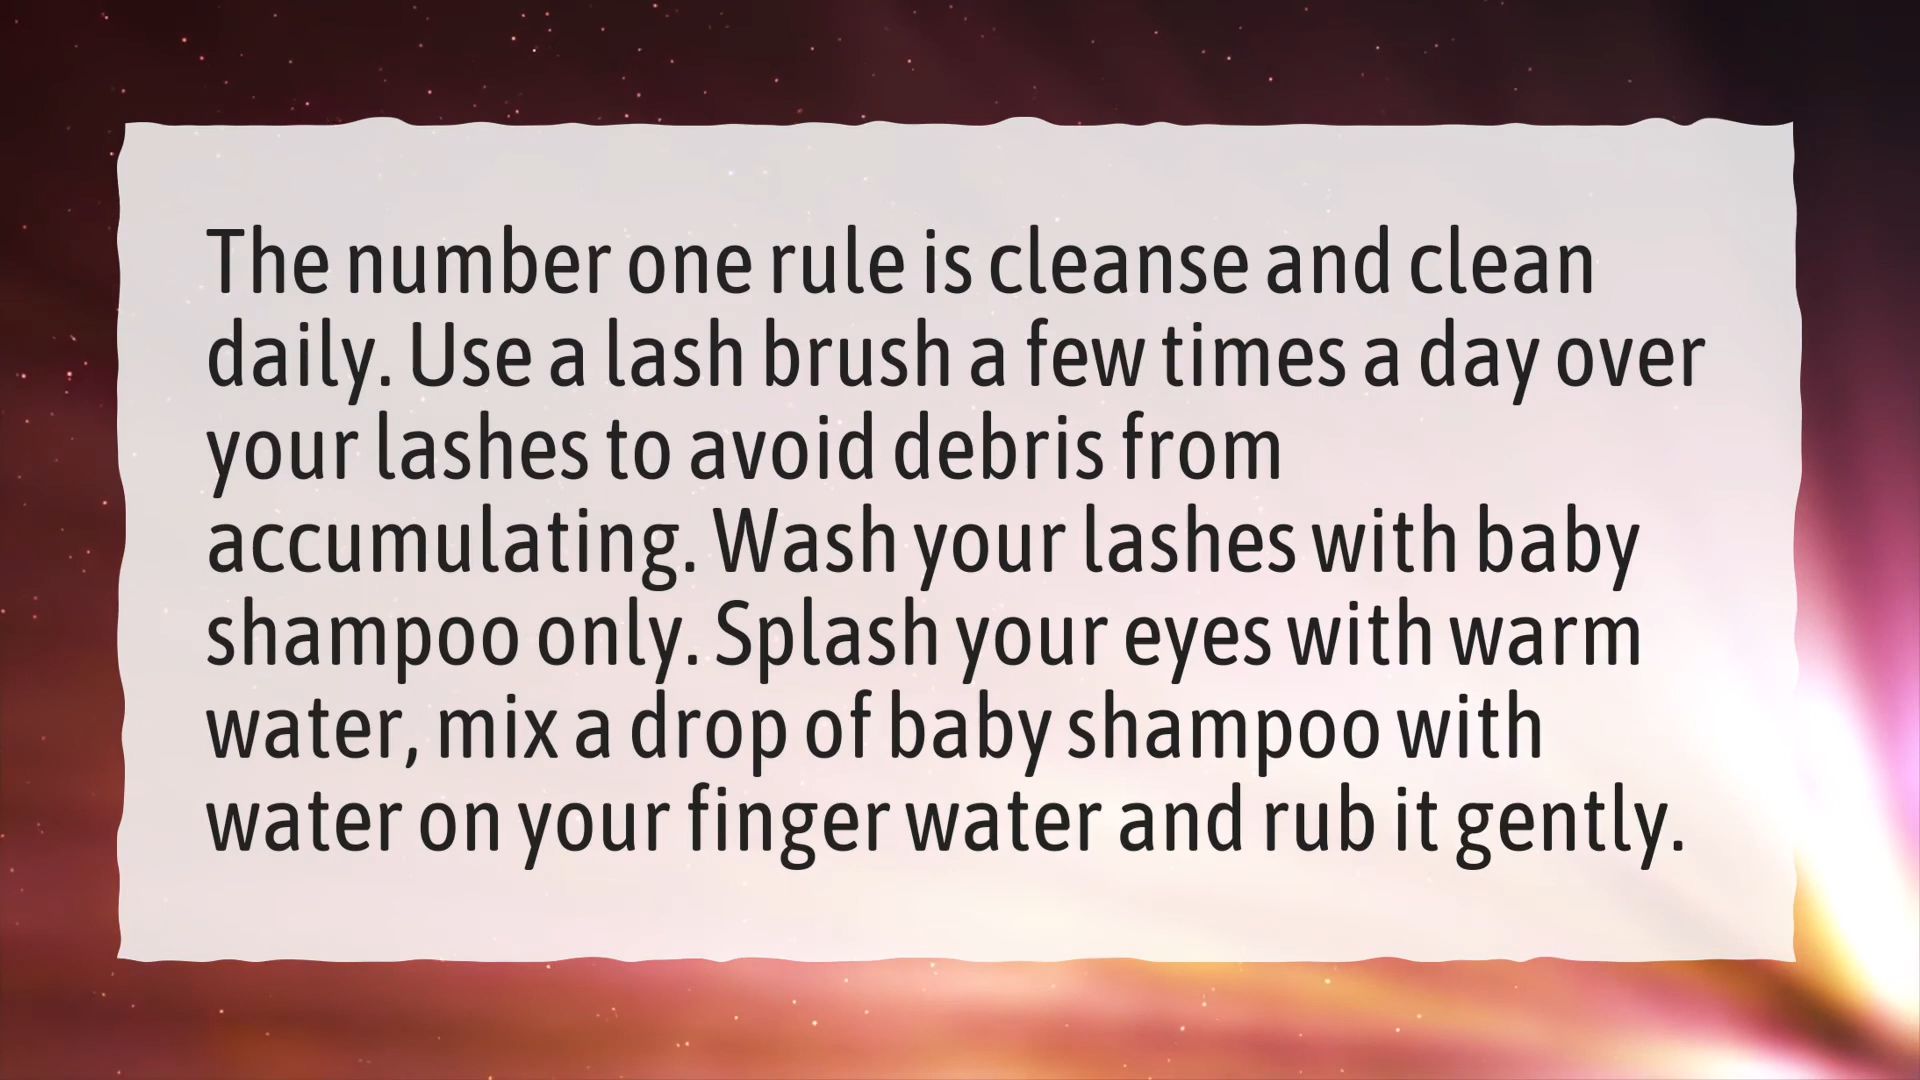 The number one rule is cleanse and clean
daily. Use a lash brush a few times a day over
your lashes to avoid debris from
accumulating. Wash your lashes with baby
shampoo only. Splash your eyes with warm
water, mix a drop of baby shampoo with
water on your finger water and rub it gently.